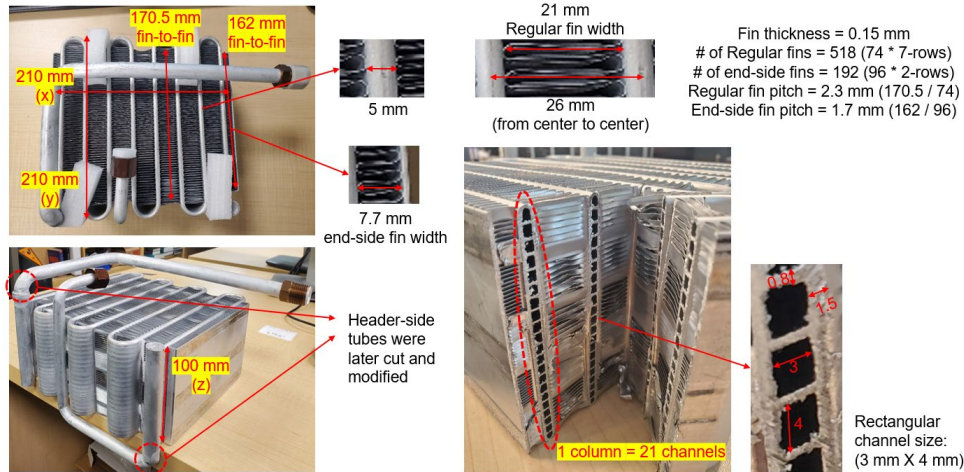 170.5 mm
fin-to-fin
162 mm
fin-to-fin
210 mm
(x)
210 mm
(y)
5 mm
7.7 mm
end-side fin width
21 mm
Regular fin width
26 mm
(from center to center)
Fin thickness = 0.15 mm
# of Regular fins = 518 (74 * 7-rows)
# of end-side fins = 192 (96 * 2-rows)
Regular fin pitch = 2.3 mm (170.5 / 74)
End-side fin pitch = 1.7 mm (162 / 96)
100 mm
(z)
Header-side
tubes were
later cut and
modified
1 column = 21 channels
0.8
1.5
3
4
Rectangular
channel size:
(3 mm X 4 mm)